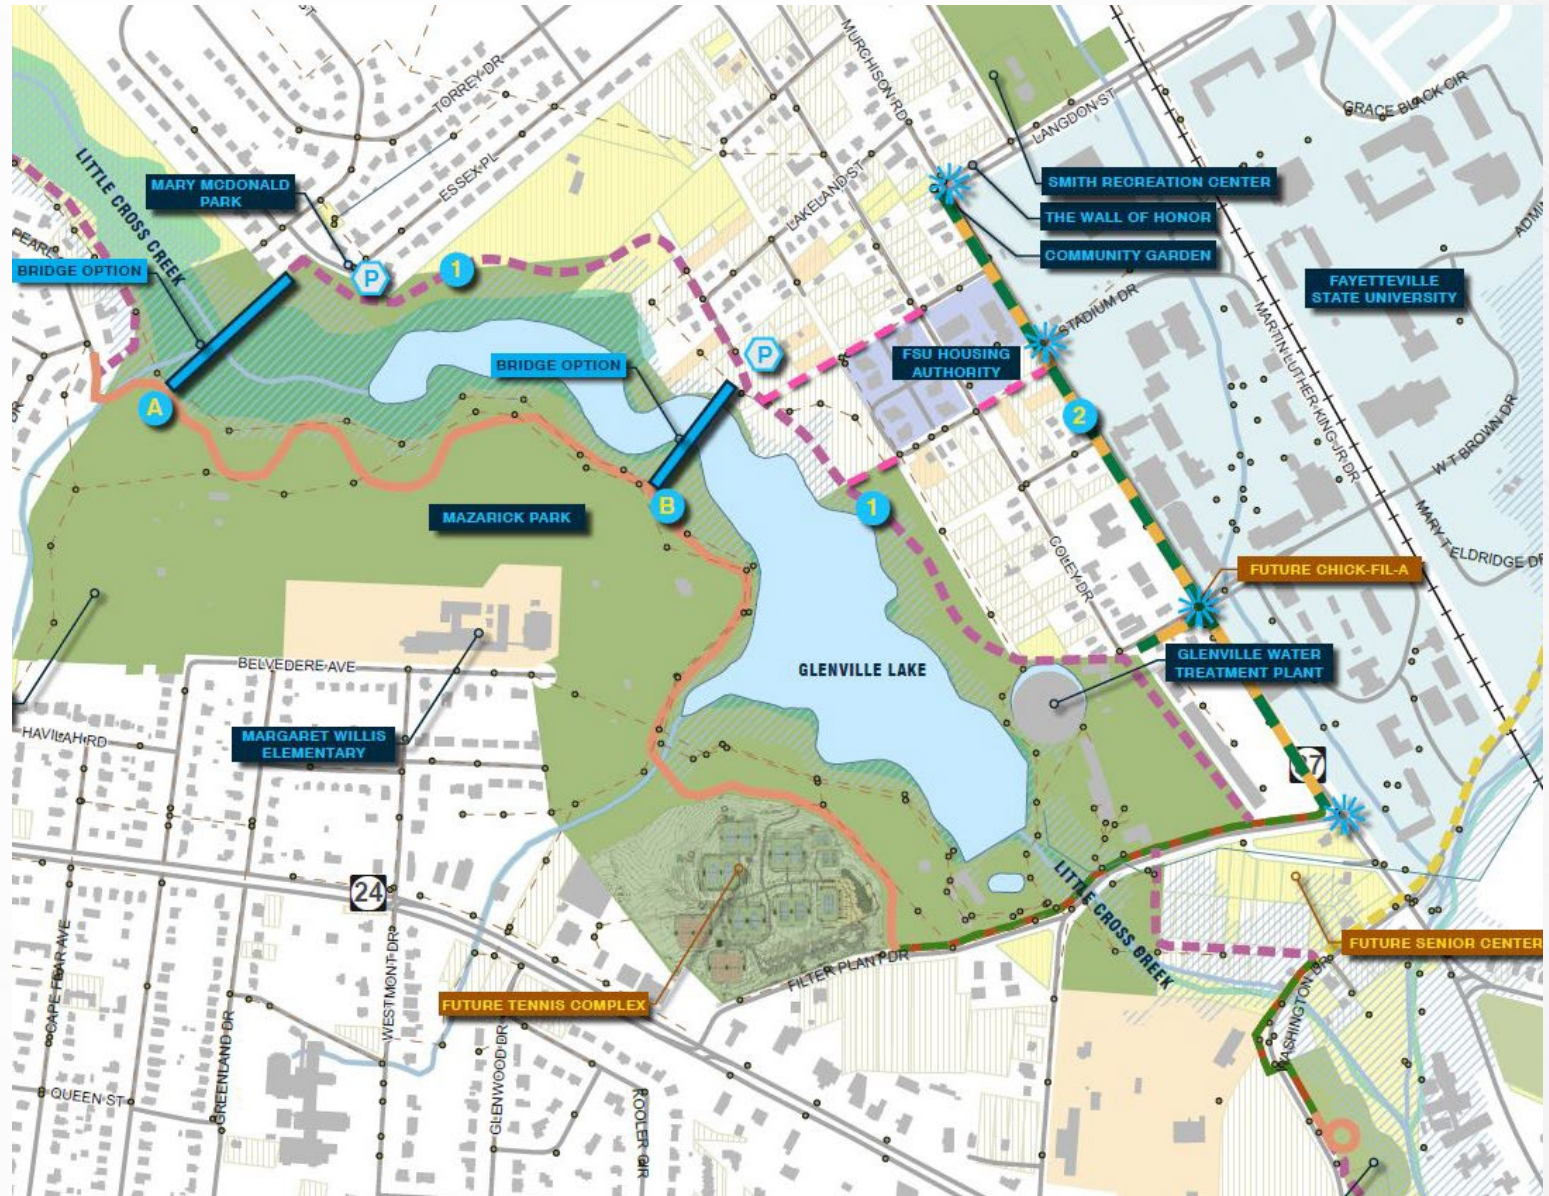 MURCHISON RD
TORREY DR
GRACE BLACK CIR
LANGDON ST
LITTLE CROSS CREEK
ESSEX PL
MARY MCDONALD
PARK
LAKELAND ST
SMITH RECREATION CENTER
THE WALL OF HONOR
COMMUNITY GARDEN
BRIDGE OPTION
P
1
FAYETTEVILLE
STATE UNIVERSITY
STADIUM DR
MARTIN LUTHER KING JR DR
P
BRIDGE OPTION
FSU HOUSING
AUTHORITY
A
2
W T BROWN DR
B
1
MAZARICK PARK
MARY T ELDRIDGE DR
COLEY DR
FUTURE CHICK-FIL-A
BELVEDERE AVE
GLENVILLE LAKE
GLENVILLE WATER
TREATMENT PLANT
HAVILAH RD
MARGARET WILLIS
ELEMENTARY
24
LITTLE CROSS CREEK
CAPE FEAR AVE
WESTMONT DR
FILTER PLANT DR
FUTURE SENIOR CENTER
FUTURE TENNIS COMPLEX
WASHINGTON DR
GREENLAND DR
GLENWOOD DR
QUEEN ST